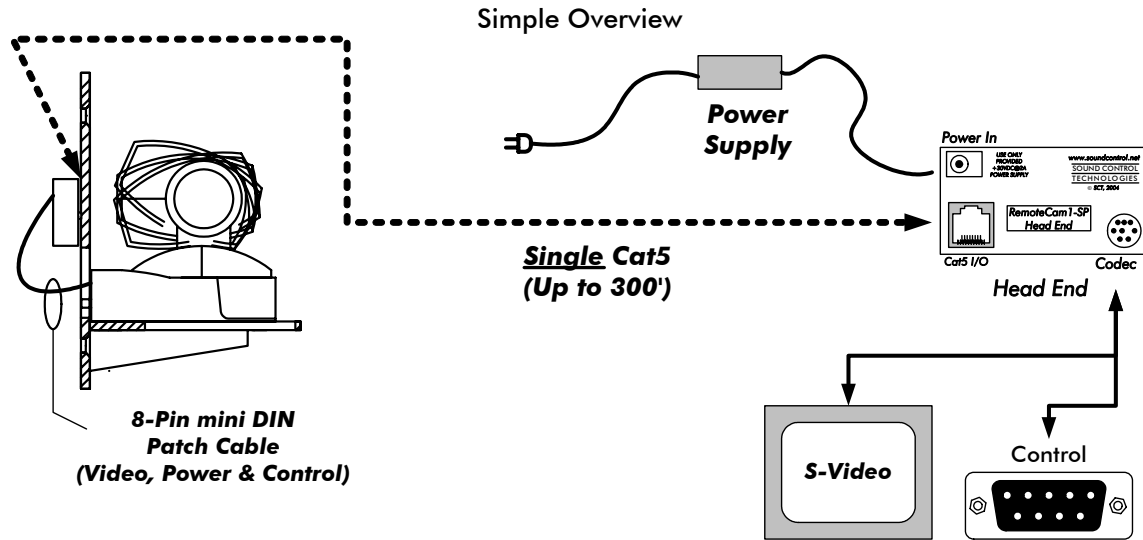 Simple Overview
Power
Supply
Power In
USE ONLY
PROVIDED
+30VDC@2A
POWER SUPPLY
www.soundcontrol.net
SOUND CONTROL
TECHNOLOGIES
© SCT, 2004
RemoteCam1-SP
Head End
Cat5 I/O
Codec
Head End
Single Cat5
(Up to 300')
8-Pin mini DIN
Patch Cable
(Video, Power & Control)
S-Video
Control